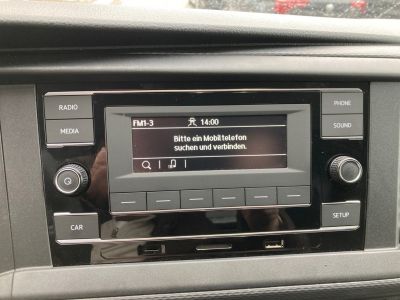 RADIO
MEDIA
CAR
FM1-3 14:00
Bitte ein Mobiltelefon
suchen und verbinden.
PHONE
SOUND
SETUP